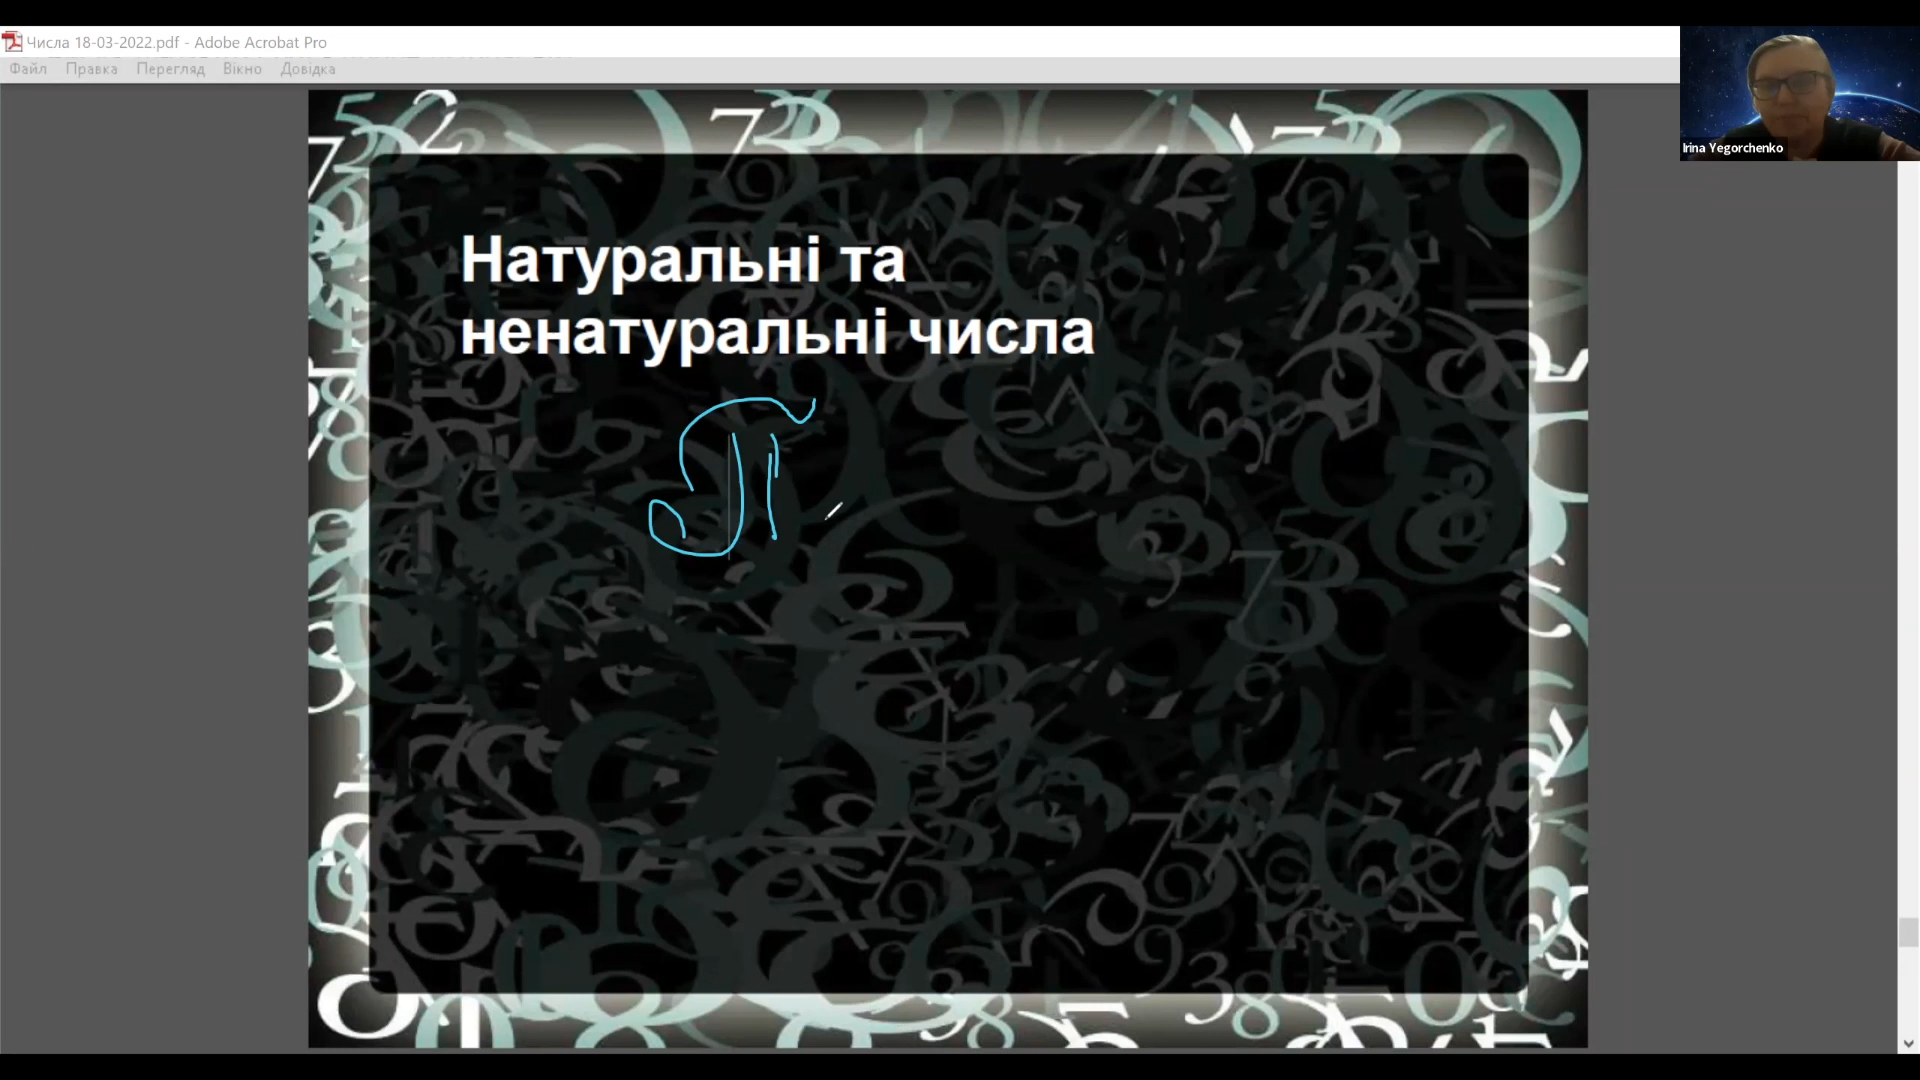 Числа 18-03-2022.pdf - Adobe Acrobat Pro
Файл Правка Перегляд Вікно Довідка
Irina Yegorchenko
Натуральні та
ненатуральні числа